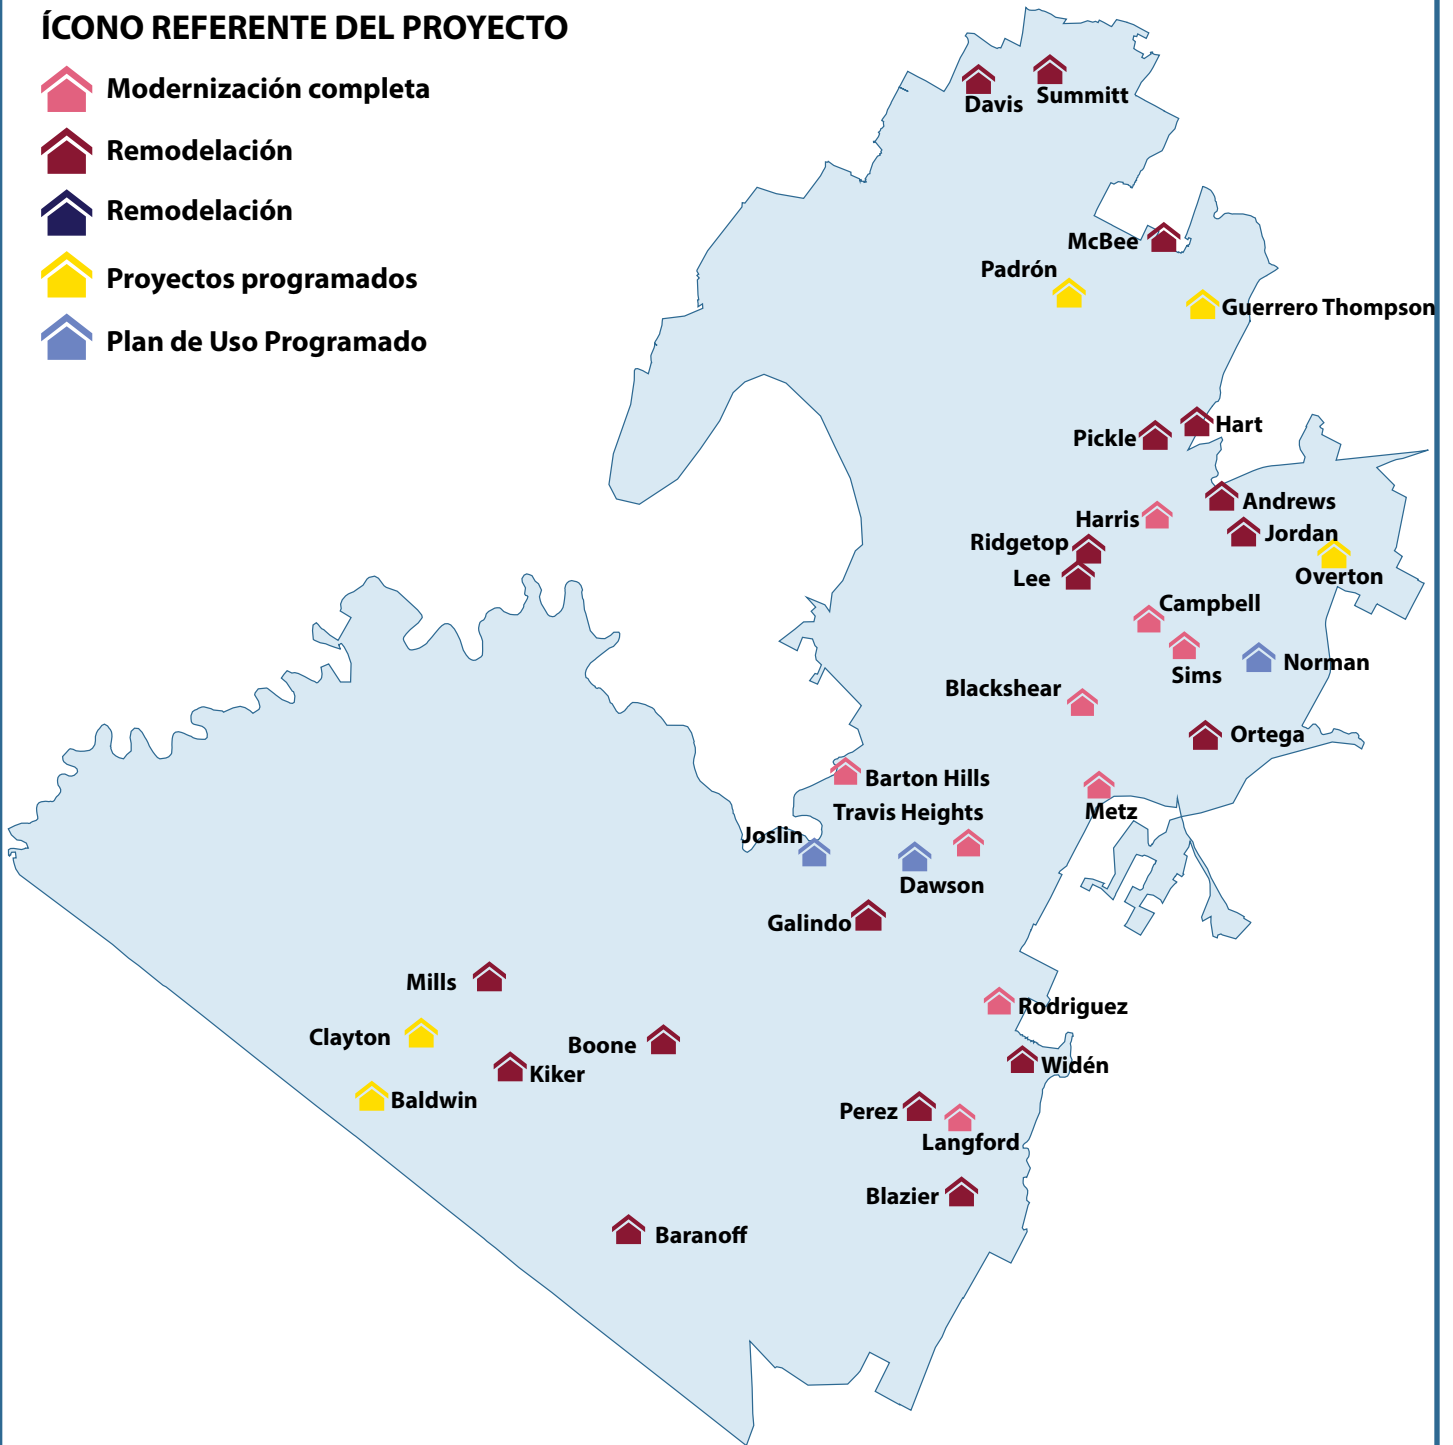 ÍCONO REFERENTE DEL PROYECTO
Modernización completa
Remodelación
Remodelación
Proyectos programados
Plan de Uso Programado
Davis
Summitt
McBee
Padrón
Guerrero Thompson
Hart
Pickle
Andrews
Harris
Jordan
Ridgetop
Lee
Overton
Campbell
Norman
Sims
Blackshear
Ortega
Barton Hills
Travis Heights
Metz
Joslin
Dawson
Galindo
Mills
Rodriguez
Clayton
Boone
Widén
Kiker
Baldwin
Perez
Langford
Blazier
Baranoff